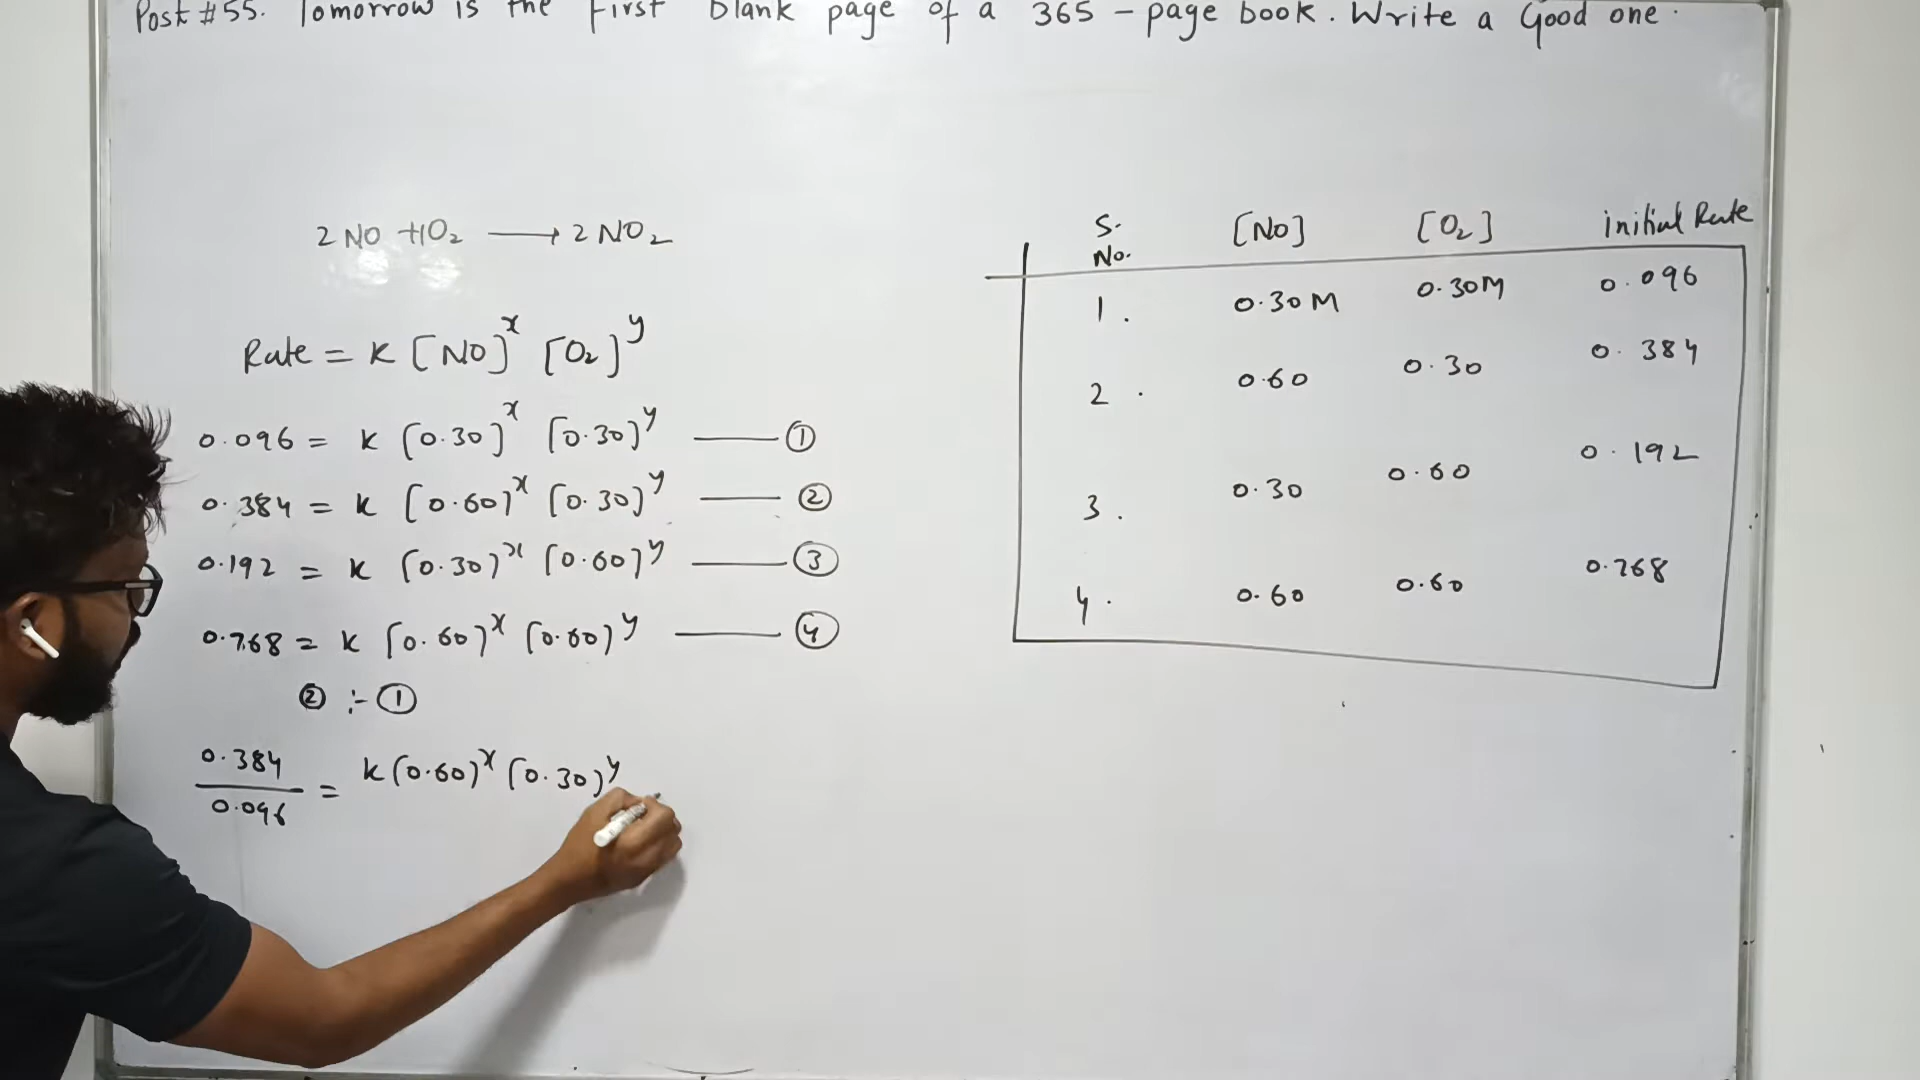 Post #55. Tomorrow is the first blank page of a 365-page book. Write a Good one.
2 NO + 1O₂ ⟶ 2 NO₂
Rate = K [NO]ˣ [O₂]ʸ
0.096 = K [0.30]ˣ [0.30]ʸ —— ①
0.384 = K [0.60]ˣ [0.30]ʸ —— ②
0.192 = K [0.30]ˣ [0.60]ʸ —— ③
0.768 = K [0.60]ˣ [0.60]ʸ —— ④
② ÷ ①
0.384
0.096
= K (0.60)ˣ (0.30)ʸ
S. No. [NO] [O₂] initial Rate
1. 0.30 M 0.30M 0.096
2. 0.60 0.30 0.384
3. 0.30 0.60 0.192
4. 0.60 0.60 0.768